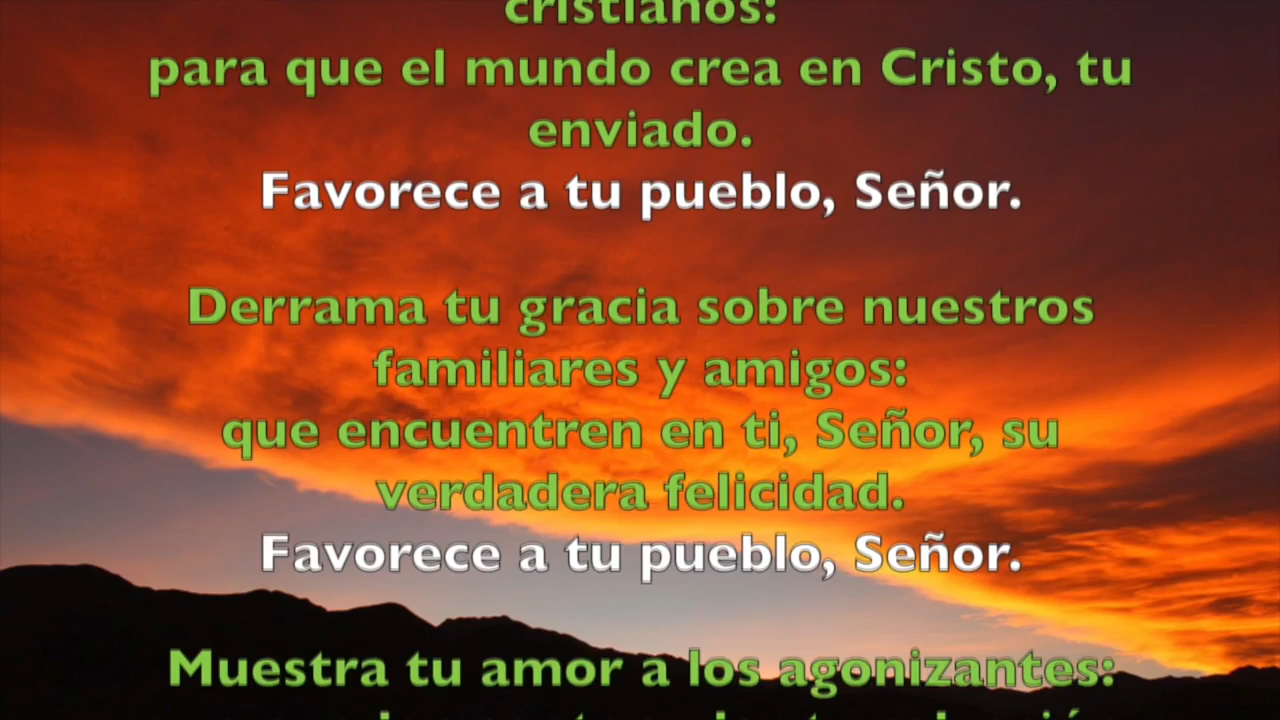 cristianos:
para que el mundo crea en Cristo, tu
enviado.
Favorece a tu pueblo, Señor.
Derrama tu gracia sobre nuestros
familiares y amigos:
que encuentren en ti, Señor, su
verdadera felicidad.
Favorece a tu pueblo, Señor.
Muestra tu amor a los agonizantes: